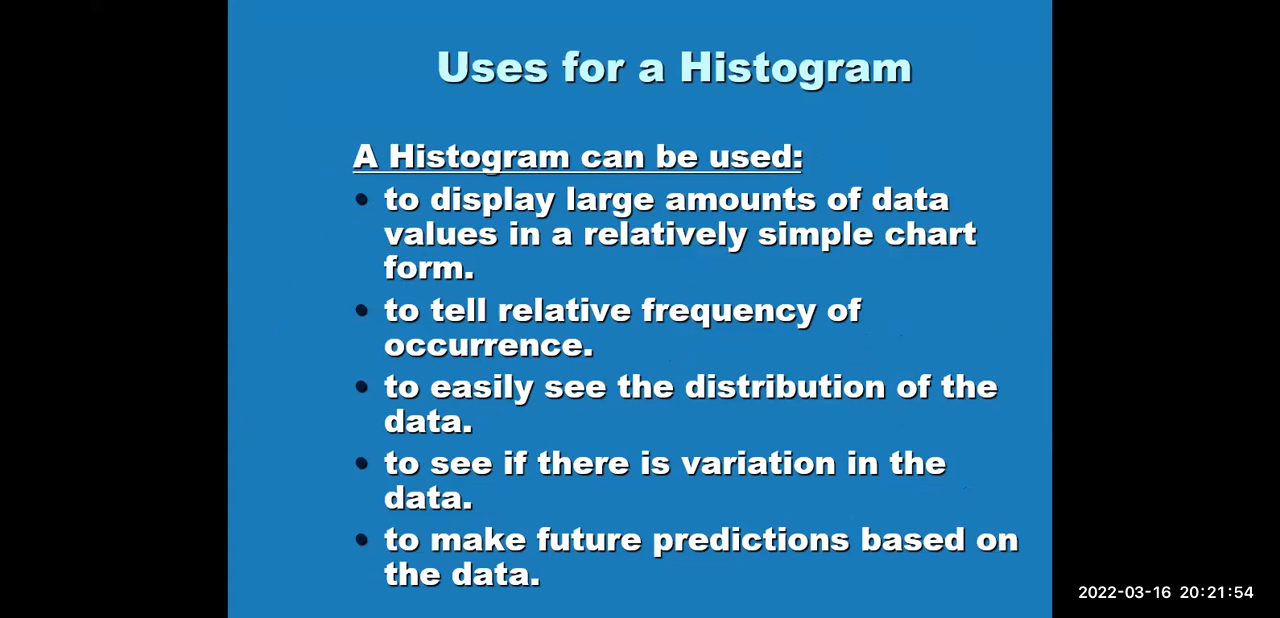 Uses for a Histogram
A Histogram can be used:
• to display large amounts of data
values in a relatively simple chart
form.
• to tell relative frequency of
occurrence.
• to easily see the distribution of the
data.
• to see if there is variation in the
data.
• to make future predictions based on
the data.
2022-03-16 20:21:54